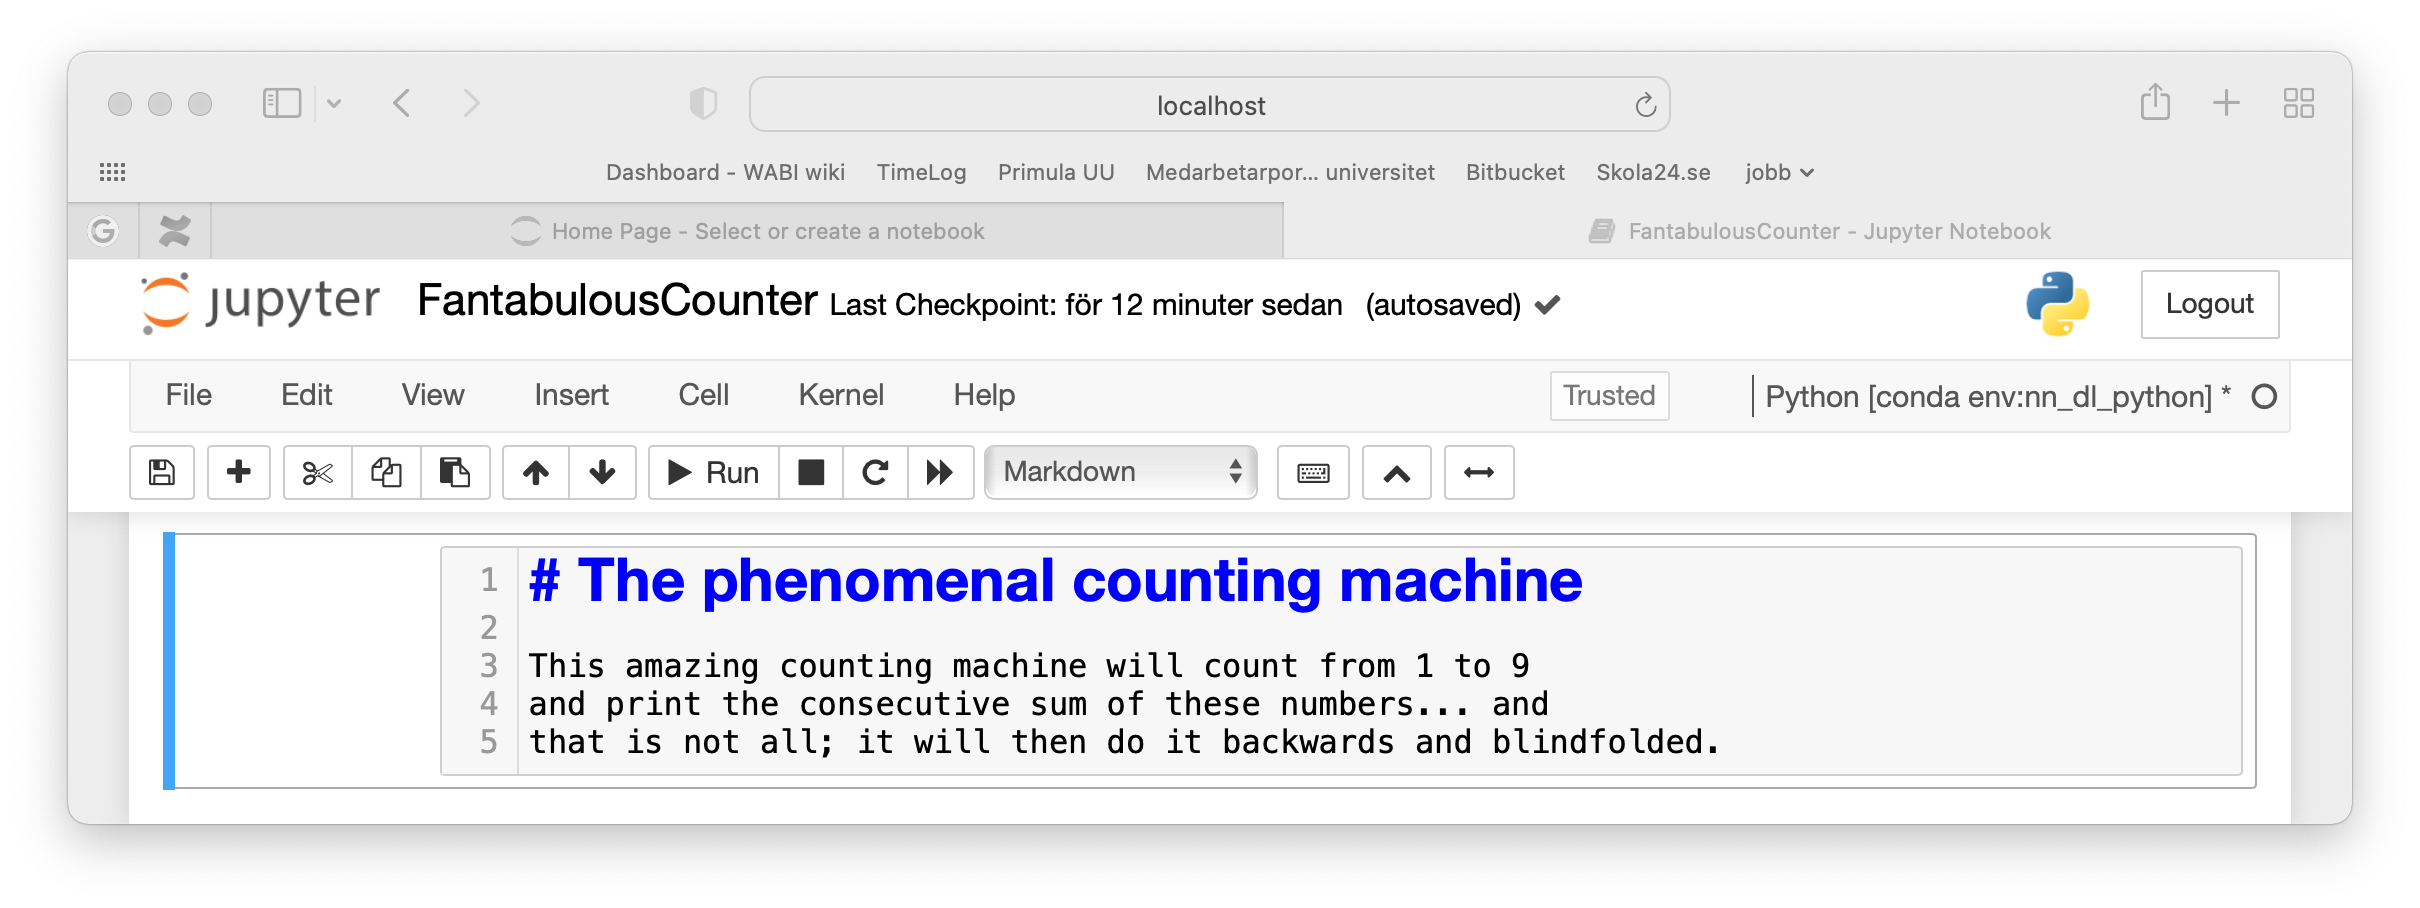 localhost
Dashboard - WABI wiki TimeLog Primula UU Medarbetarpor... universitet Bitbucket Skola24.se jobb
G Home Page - Select or create a notebook FantabulousCounter - Jupyter Notebook
jupyter FantabulousCounter Last Checkpoint: för 12 minuter sedan (autosaved) Logout
File Edit View Insert Cell Kernel Help Trusted Python [conda env:nn_dl_python] *
Run Markdown
1 # The phenomenal counting machine
2
3 This amazing counting machine will count from 1 to 9
4 and print the consecutive sum of these numbers... and
5 that is not all; it will then do it backwards and blindfolded.